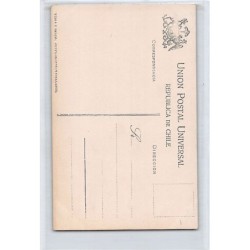 UNION POSTAL UNIVERSAL
REPUBLICA DE CHILE
CORRESPONDENCIA
DIRECCION
S